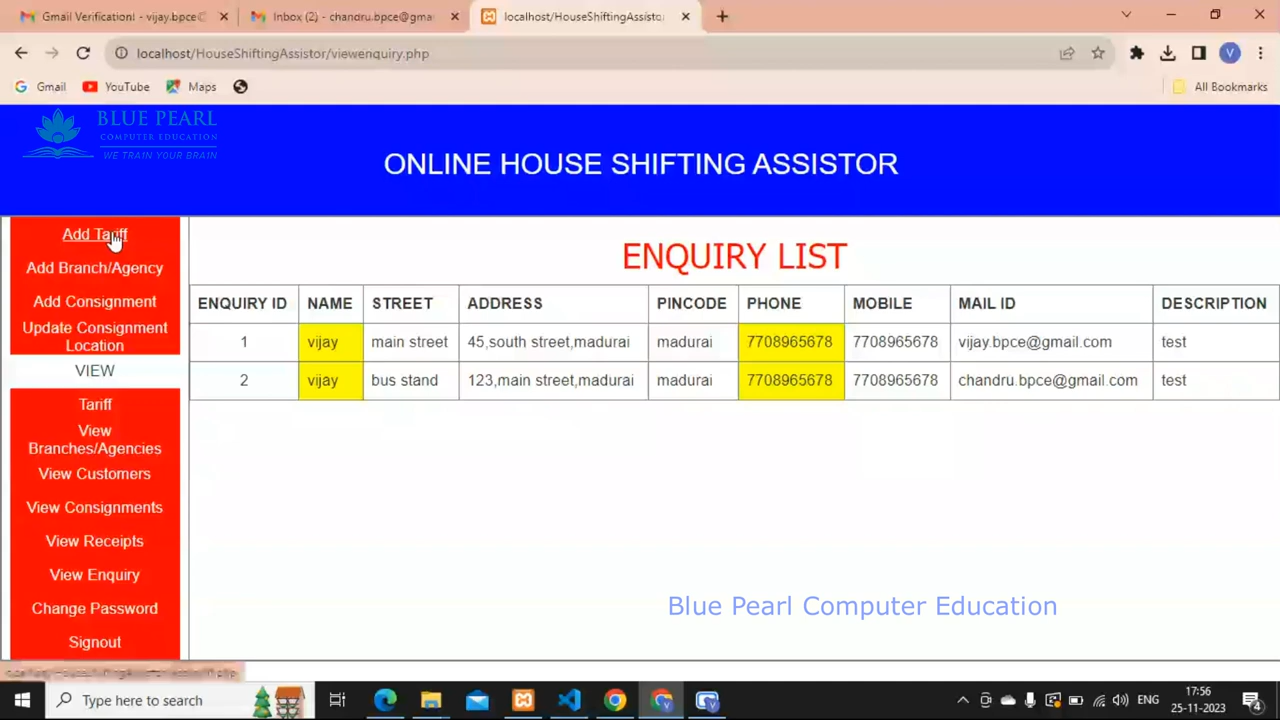 Gmail Verification! - vijay.bpce@
Inbox (2) - chandru.bpce@gmai
localhost/HouseShiftingAssisto
localhost/HouseShiftingAssistor/viewenquiry.php
V
Gmail YouTube Maps All Bookmarks
BLUE PEARL
COMPUTER EDUCATION
WE TRAIN YOUR BRAIN
ONLINE HOUSE SHIFTING ASSISTOR
Add Tariff
Add Branch/Agency
Add Consignment
Update Consignment
Location
VIEW
Tariff
View
Branches/Agencies
View Customers
View Consignments
View Receipts
View Enquiry
Change Password
Signout
ENQUIRY LIST
ENQUIRY ID NAME STREET ADDRESS PINCODE PHONE MOBILE MAIL ID DESCRIPTION
1 vijay main street 45,south street,madurai madurai 7708965678 7708965678 vijay.bpce@gmail.com test
2 vijay bus stand 123,main street,madurai madurai 7708965678 7708965678 chandru.bpce@gmail.com test
Blue Pearl Computer Education
Type here to search
ENG
17:56
25-11-2023
4